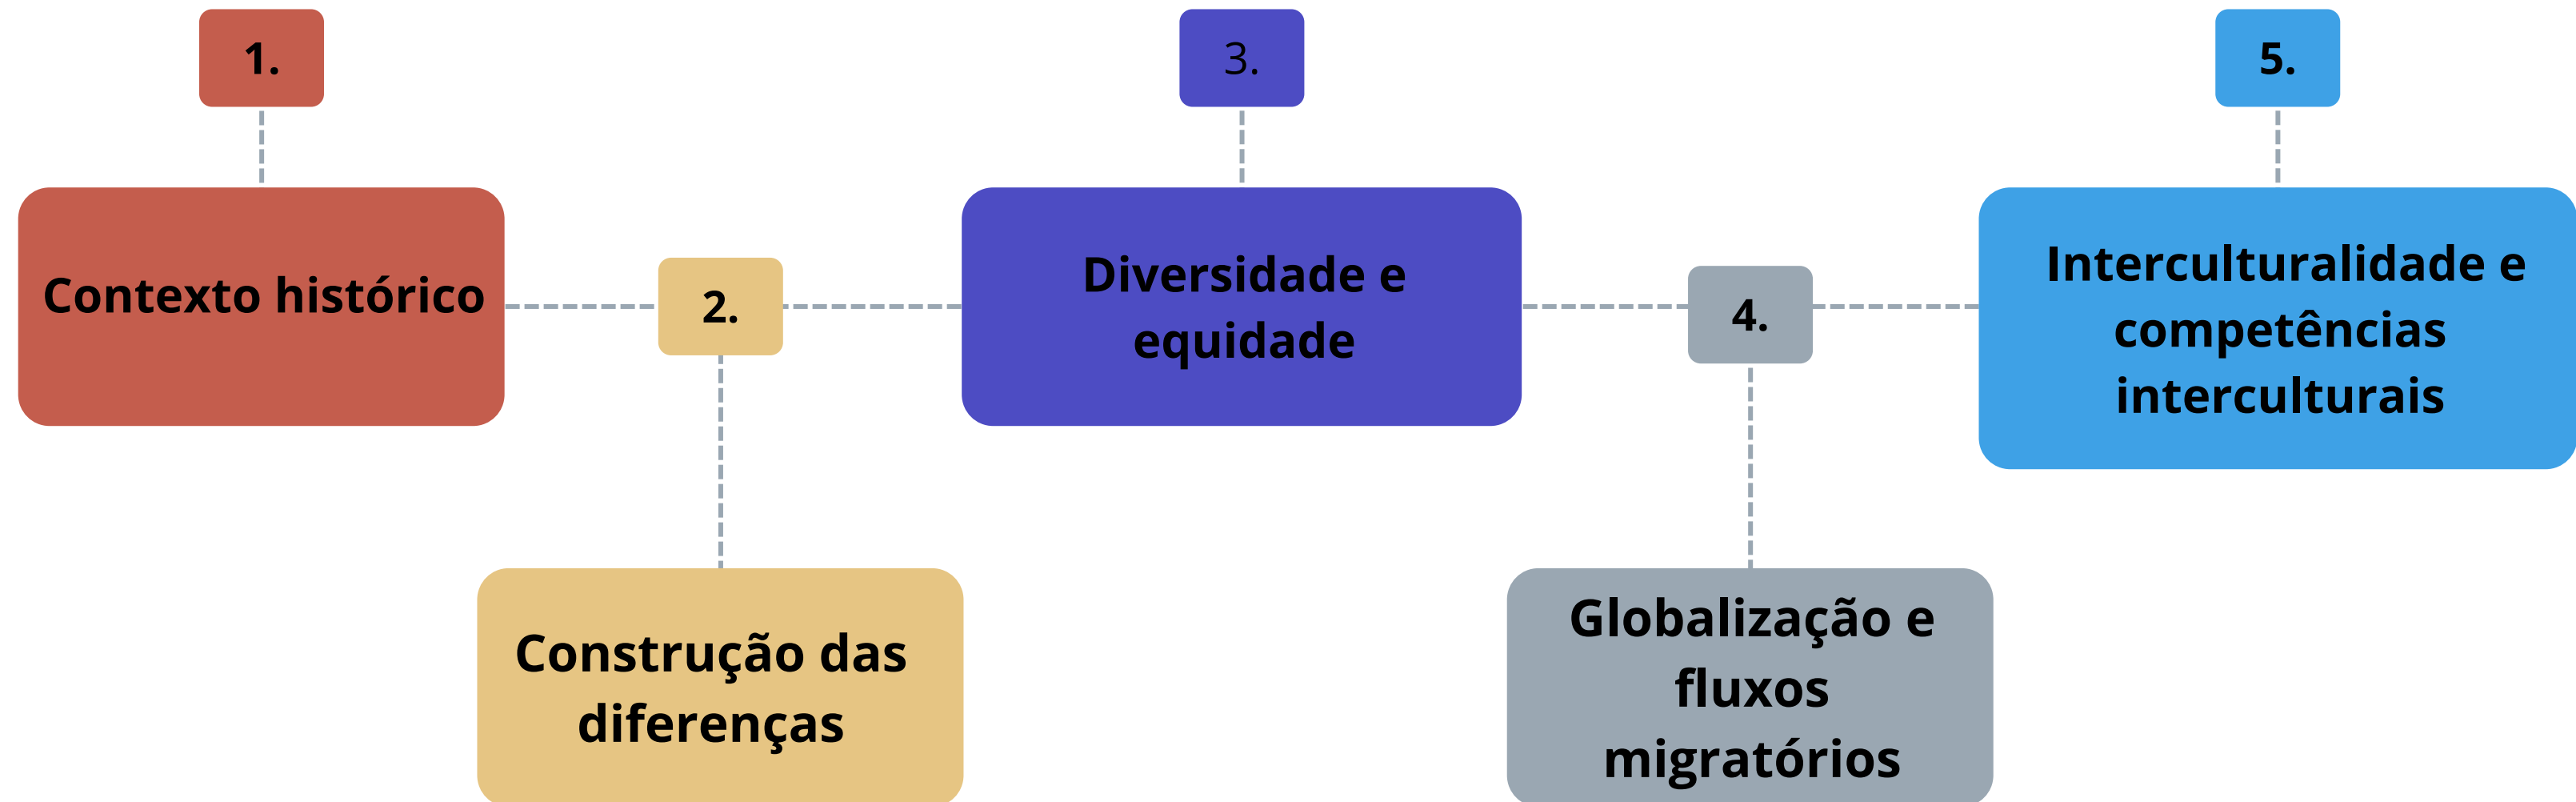 1.
Contexto histórico
2.
Construção das
diferenças
3.
Diversidade e
equidade
4.
Globalização e
fluxos
migratórios
5.
Interculturalidade e
competências
interculturais